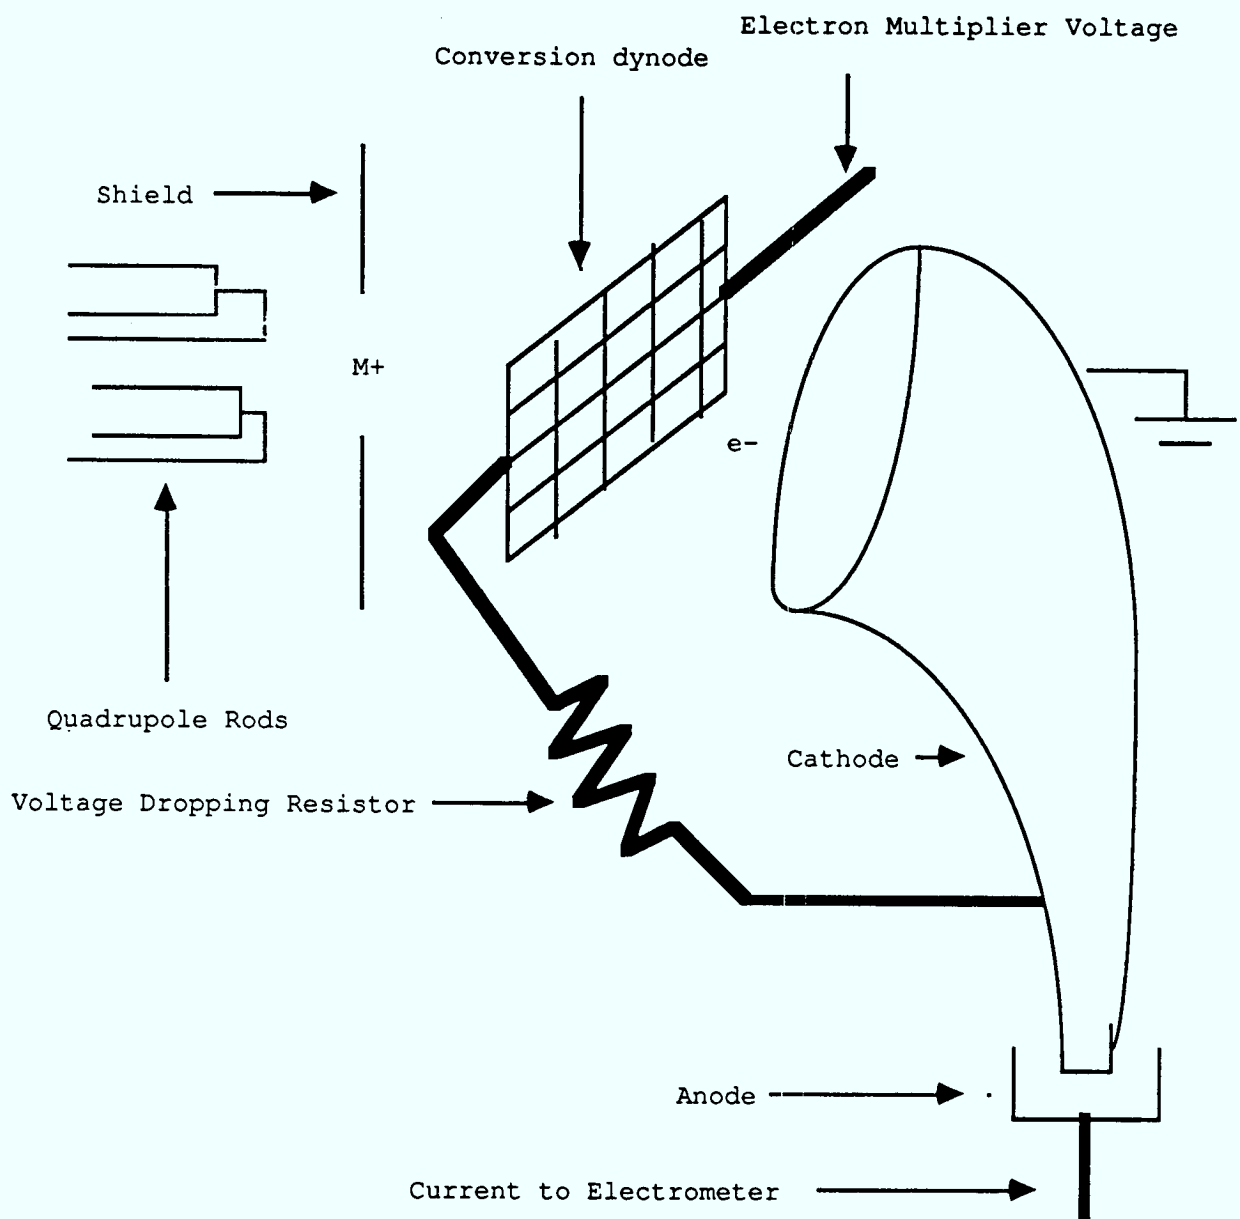 Electron Multiplier Voltage
Conversion dynode
Shield
M+
e-
Quadrupole Rods
Cathode
Voltage Dropping Resistor
Anode
Current to Electrometer